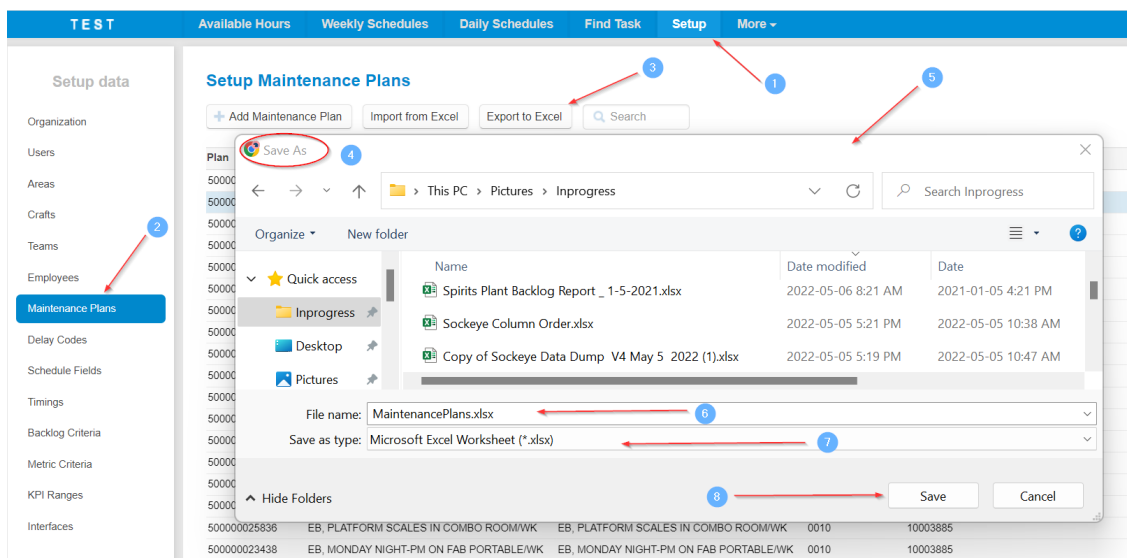 TEST
Available Hours Weekly Schedules Daily Schedules Find Task Setup More
Setup data
Setup Maintenance Plans
3
1
5
Add Maintenance Plan Import from Excel Export to Excel Search
Organization
Users
Areas
Crafts
Teams
Employees
Maintenance Plans
Delay Codes
Schedule Fields
Timings
Backlog Criteria
Metric Criteria
KPI Ranges
Interfaces
2
Plan
Save As
4
This PC > Pictures > Inprogress
Search Inprogress
Organize New folder
?
Quick access
Inprogress
Desktop
Pictures
Name Date modified Date
Spirits Plant Backlog Report _ 1-5-2021.xlsx 2022-05-06 8:21 AM 2021-01-05 4:21 PM
Sockeye Column Order.xlsx 2022-05-05 5:21 PM 2022-05-05 10:38 AM
Copy of Sockeye Data Dump V4 May 5 2022 (1).xlsx 2022-05-05 5:19 PM 2022-05-05 10:47 AM
File name: MaintenancePlans.xlsx
6
Save as type: Microsoft Excel Worksheet (*.xlsx)
7
Hide Folders
8
Save Cancel
500000025836 EB, PLATFORM SCALES IN COMBO ROOM/WK EB, PLATFORM SCALES IN COMBO ROOM/WK 0010 10003885
500000023438 EB, MONDAY NIGHT-PM ON FAB PORTABLE/WK EB, MONDAY NIGHT-PM ON FAB PORTABLE/WK 0010 10003885